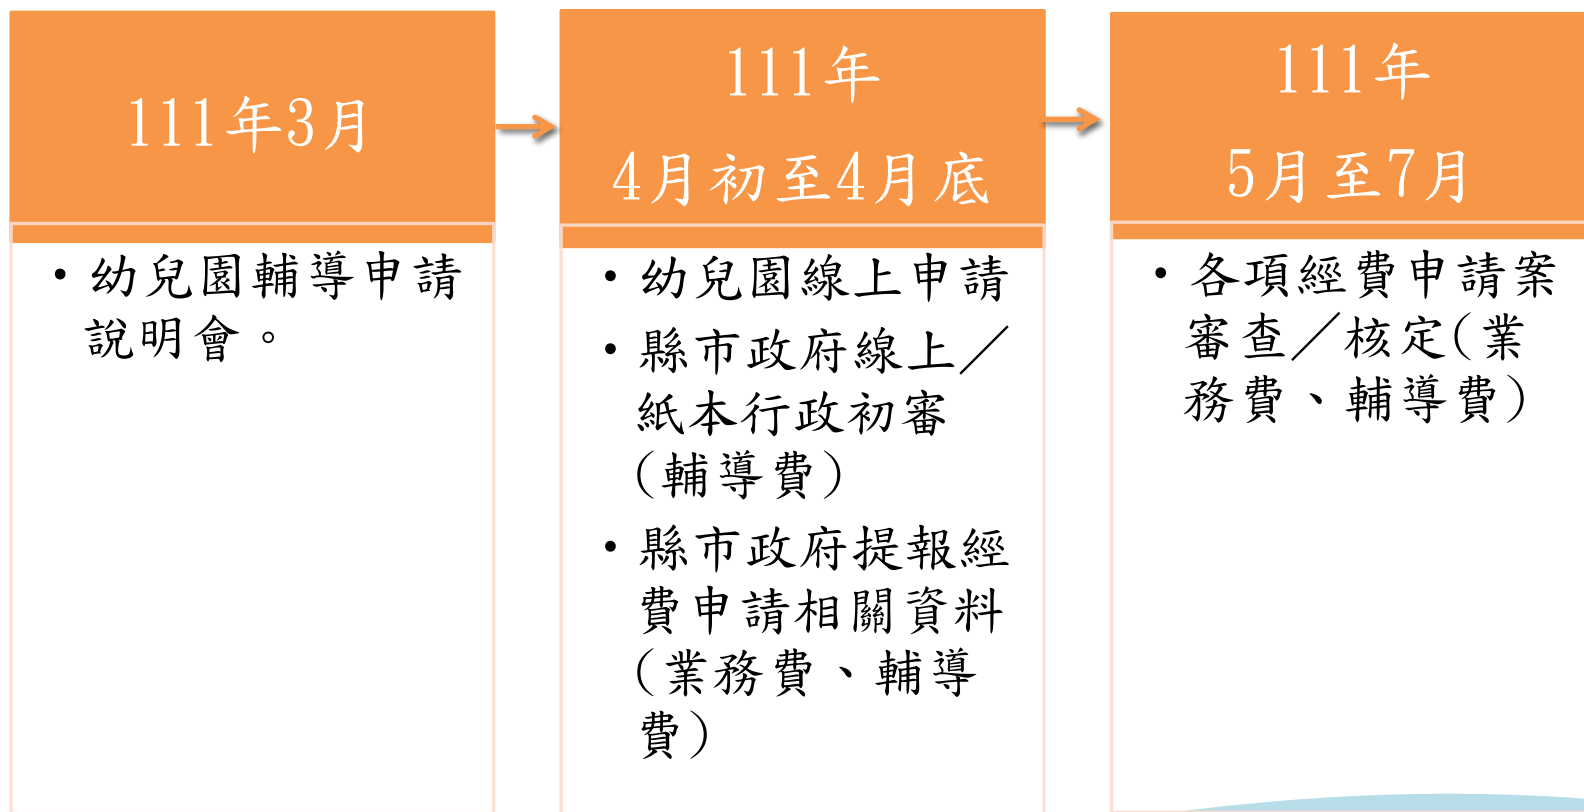 111年3月
• 幼兒園輔導申請
說明會。
111年
4月初至4月底
• 幼兒園線上申請
• 縣市政府線上／
紙本行政初審
(輔導費)
• 縣市政府提報經
費申請相關資料
(業務費、輔導
費)
111年
5月至7月
• 各項經費申請案
審查／核定(業
務費、輔導費)